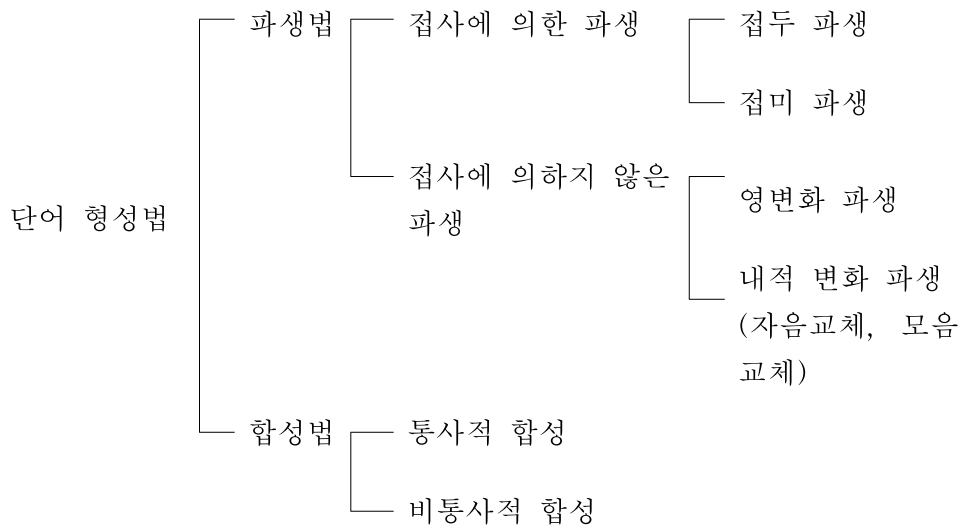 파생법
접사에 의한 파생
접두 파생
접미 파생
접사에 의하지 않은
파생
영변화 파생
단어 형성법
내적 변화 파생
(자음교체, 모음
교체)
합성법
통사적 합성
비통사적 합성